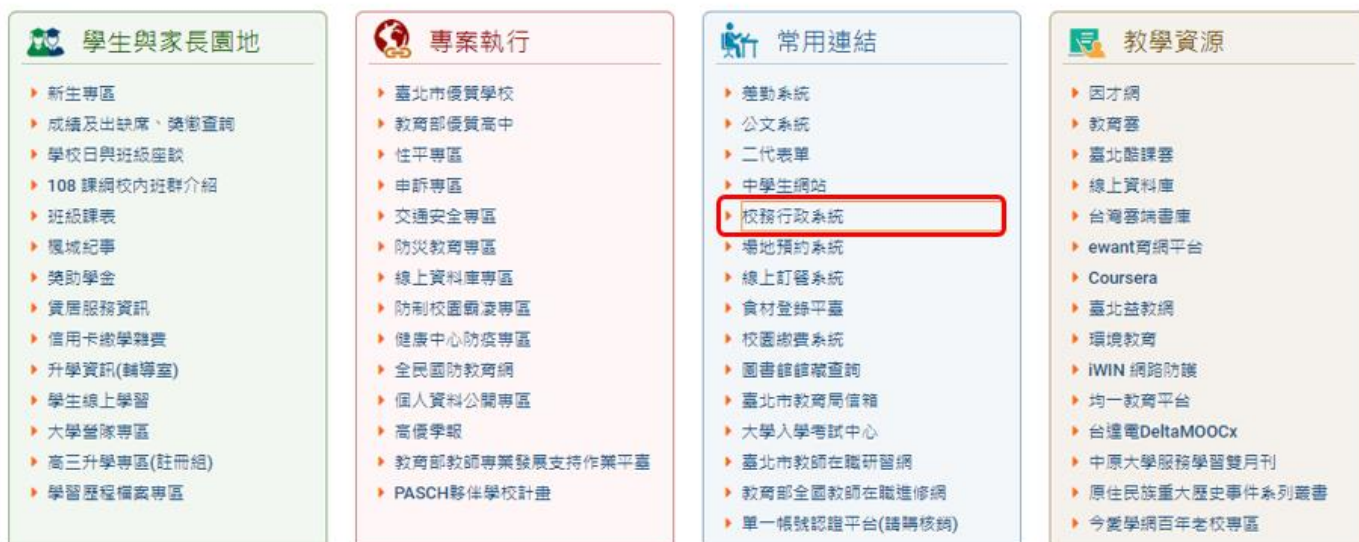 學生與家長園地
新生專區
成績及出缺席、獎懲查詢
學校日與班級座談
108 課綱校內班群介紹
班級課表
楓城紀事
獎助學金
賃居服務資訊
信用卡繳學雜費
升學資訊(輔導室)
學生線上學習
大學營隊專區
高三升學專區(註冊組)
學習歷程檔案專區
專案執行
臺北市優質學校
教育部優質高中
性平專區
申訴專區
交通安全專區
防災教育專區
線上資料庫專區
防制校園霸凌專區
健康中心防疫專區
全民國防教育網
個人資料公開專區
高優季報
教育部教師專業發展支持作業平臺
PASCH夥伴學校計畫
常用連結
差勤系統
公文系統
二代表單
中學生網站
校務行政系統
場地預約系統
線上訂餐系統
食材登錄平臺
校園繳費系統
圖書館館藏查詢
臺北市教育局信箱
大學入學考試中心
臺北市教師在職研習網
教育部全國教師在職進修網
單一帳號認證平台(請購核銷)
教學資源
因才網
教育雲
臺北酷課雲
線上資料庫
台灣雲端書庫
ewant育網平台
Coursera
臺北益教網
環境教育
iWIN 網路防護
均一教育平台
台達電DeltaMOOCx
中原大學服務學習雙月刊
原住民族重大歷史事件系列叢書
今愛學網百年老校專區